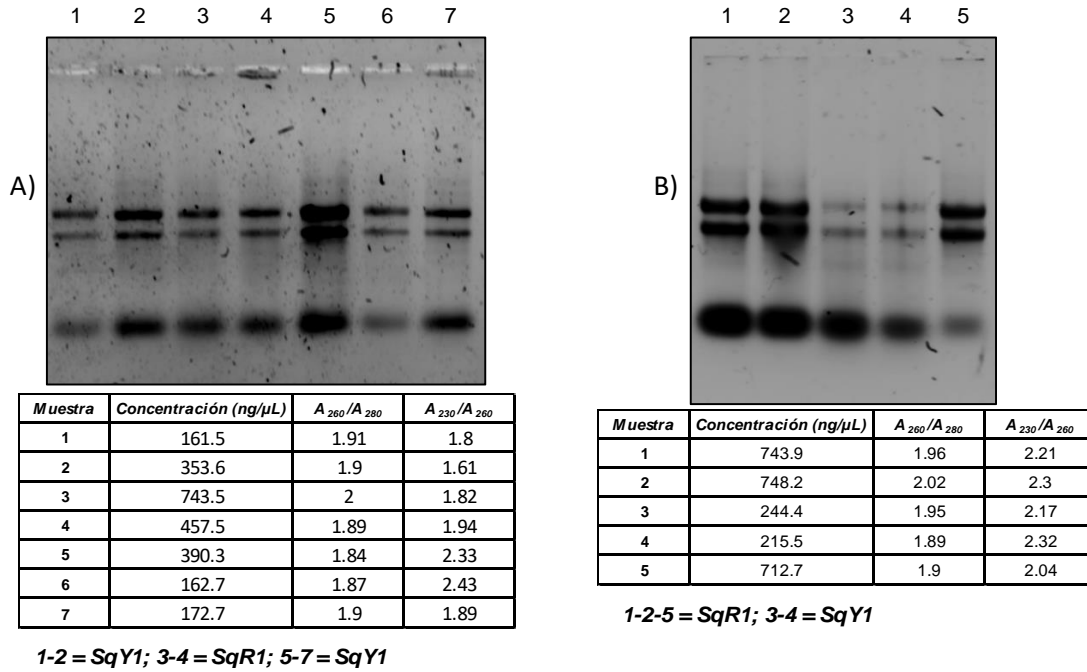 1 2 3 4 5 6 7
A)
Muestra Concentración (ng/µL) A260/A280 A230/A260
1 161.5 1.91 1.8
2 353.6 1.9 1.61
3 743.5 2 1.82
4 457.5 1.89 1.94
5 390.3 1.84 2.33
6 162.7 1.87 2.43
7 172.7 1.9 1.89
1-2 = SqY1; 3-4 = SqR1; 5-7 = SqY1
1 2 3 4 5
B)
Muestra Concentración (ng/µL) A260/A280 A230/A260
1 743.9 1.96 2.21
2 748.2 2.02 2.3
3 244.4 1.95 2.17
4 215.5 1.89 2.32
5 712.7 1.9 2.04
1-2-5 = SqR1; 3-4 = SqY1